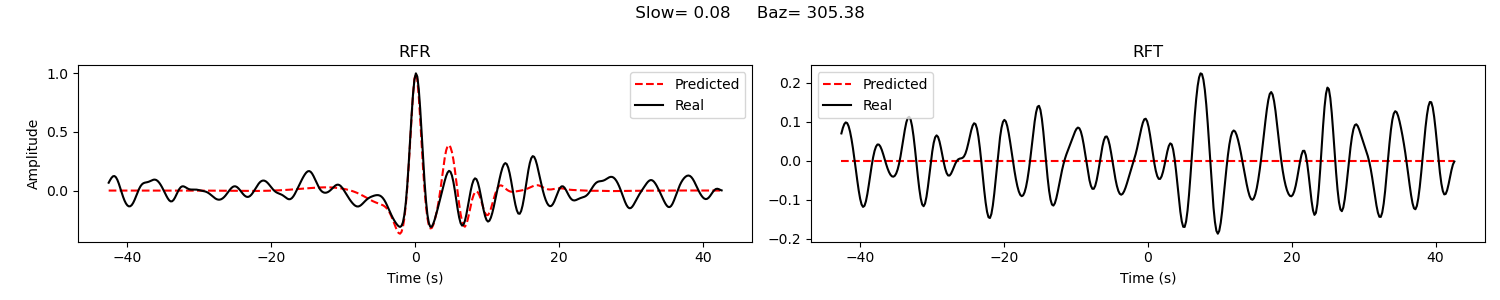 Slow= 0.08 Baz= 305.38
RFR
RFT
1.0
0.5
0.0
Amplitude
Predicted
Real
−40
−20
0
20
40
Time (s)
0.2
0.1
0.0
−0.1
−0.2
Predicted
Real
−40
−20
0
20
40
Time (s)